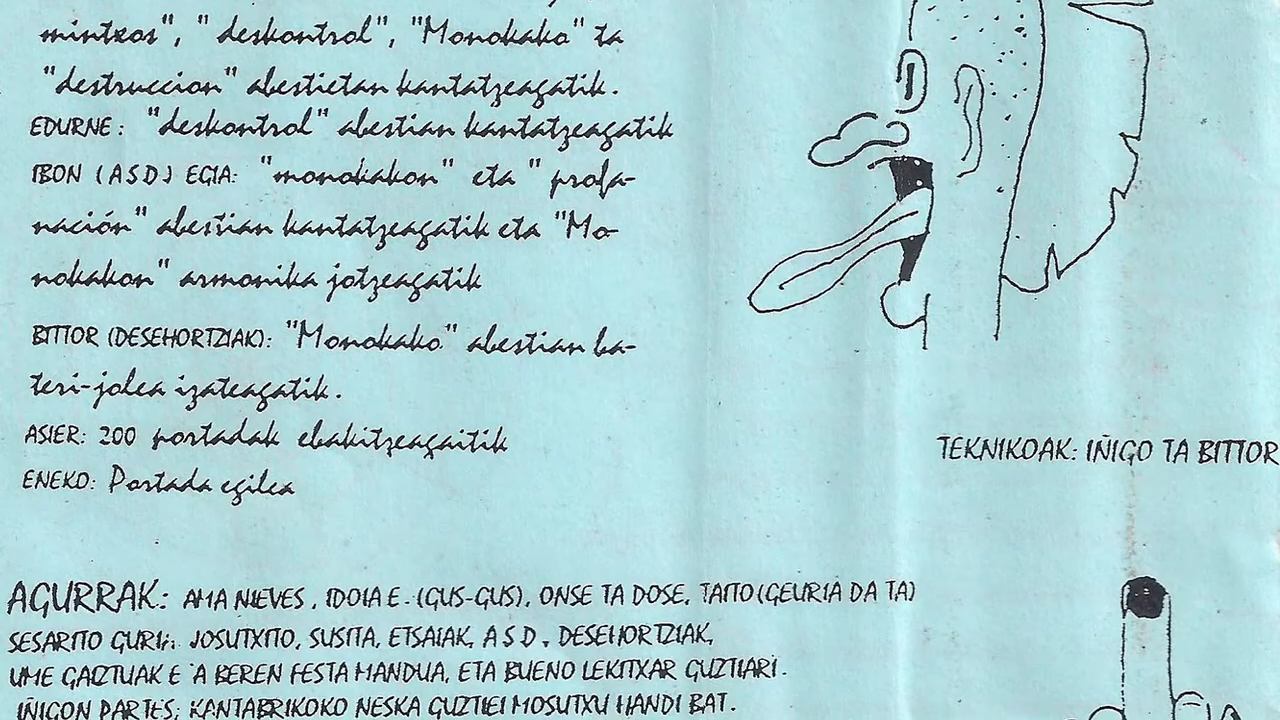 mintzos", "deskontrol", "Monokako" ta
"destruccion" abestietan kantatzeagatik.
EDURNE: "deskontrol" abestian kantatzeagatik
IBON (ASD) EGIA: "monokakon" eta "profa-
nación" abestian kantatzeagatik eta "Mo-
nokakon" armonika jotzeagatik
BITTOR (DESEHORTZIAK): "Monokako" abestian ba-
teri-jolea izateagatik.
ASIER: 200 portadak ebakitzeagaitik
ENEKO: Portada egilea
TEKNIKOAK: IÑIGO TA BITTOR
AGURRAK: AMA NIEVES, IDOIA E. (GUS-GUS), ONSE TA DOSE, TAITO (GEURIA DA TA)
SESARITO JOSUTXITO, SUSITA, ETSAIAK, A S D, DESEHORTZIAK,
UME GAIZTUAK BEREN FESTA HANDUA, ETA BUENO LEKITXAR GUZTIARI.
IÑIGON PARTES; KANTABRIKOKO NESKA GUZTIEI MOSUTXU HANDI BAT.